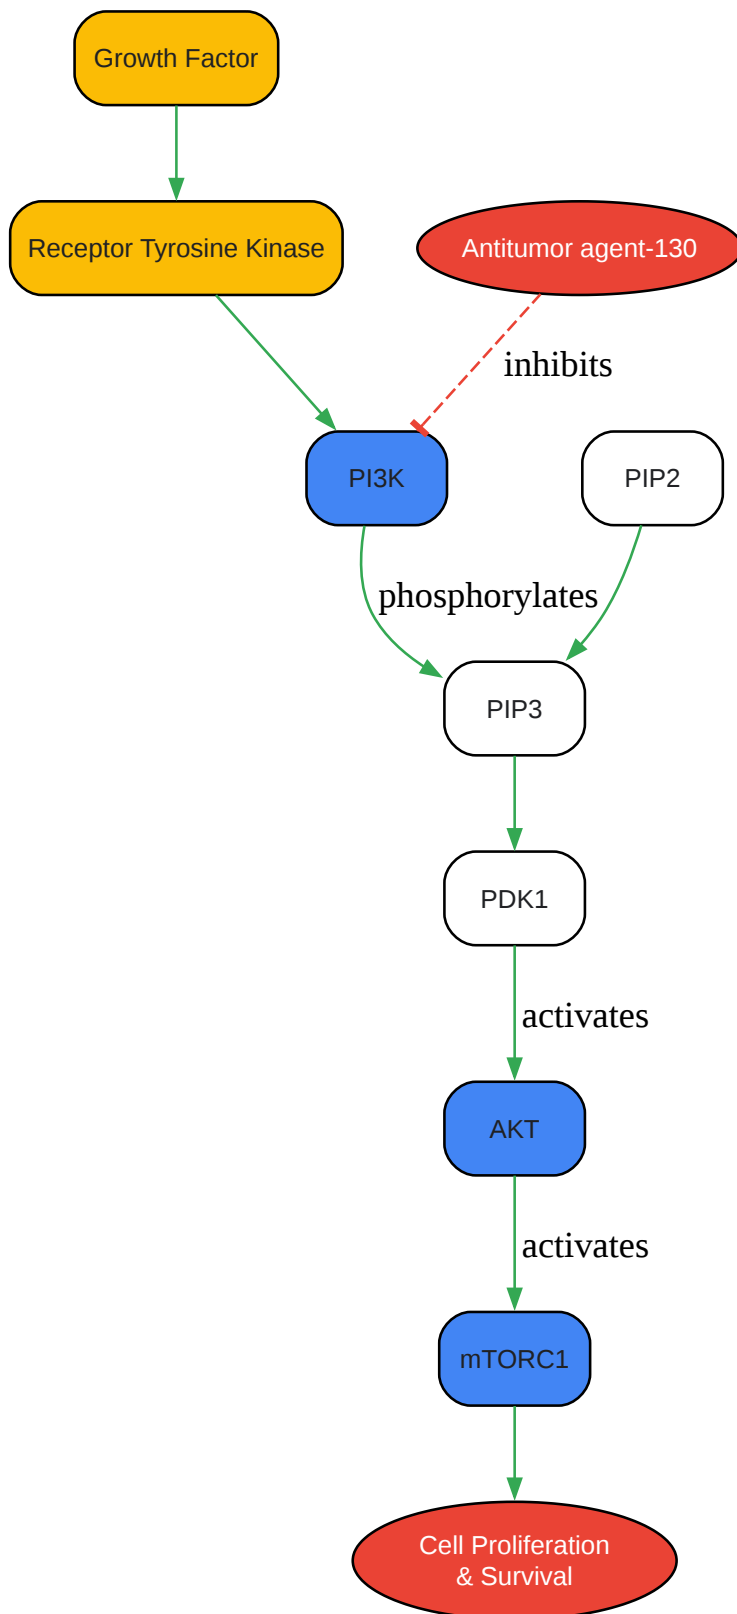 Growth Factor
Receptor Tyrosine Kinase
Antitumor agent-130
inhibits
PI3K
PIP2
phosphorylates
PIP3
PDK1
activates
AKT
activates
mTORC1
Cell Proliferation
& Survival